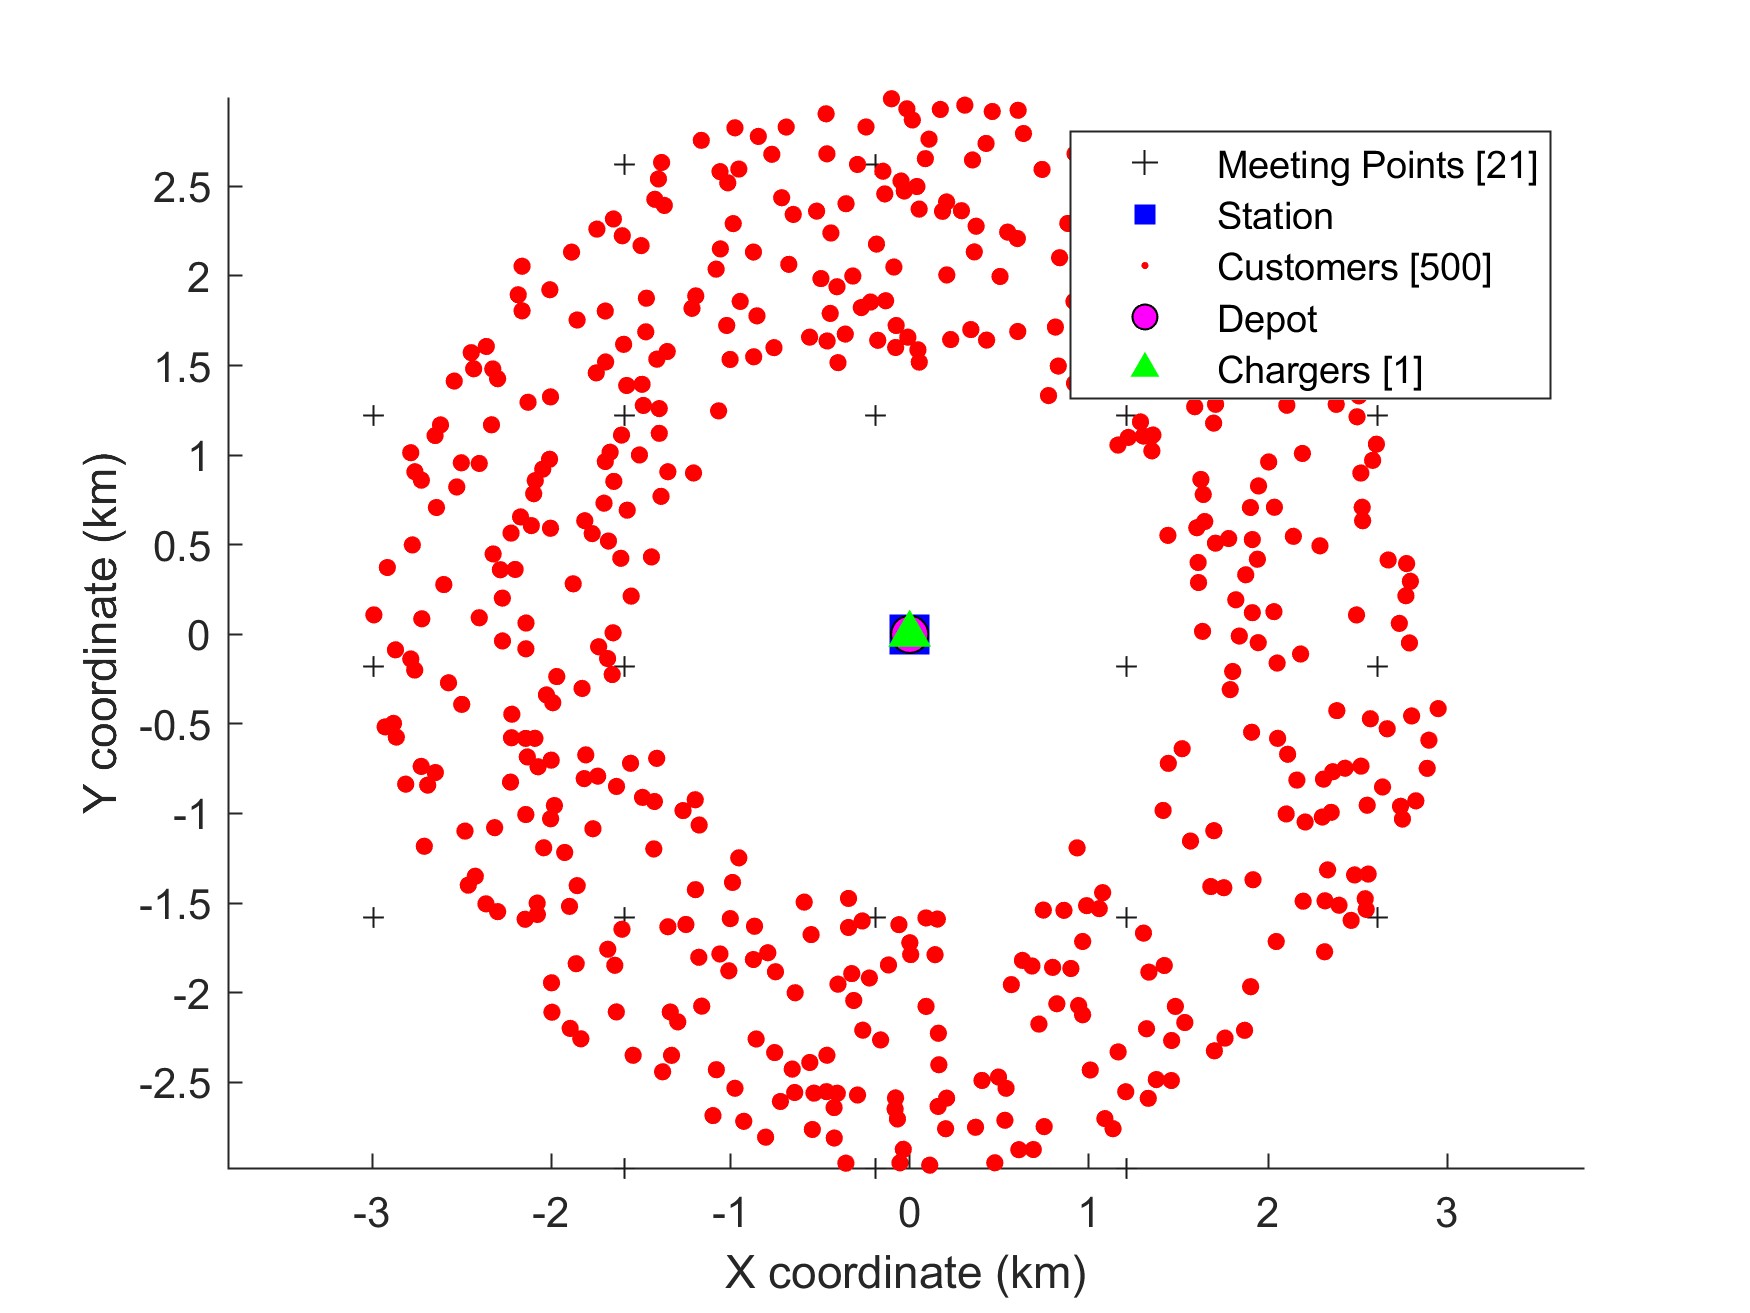 Meeting Points [21]
Station
Customers [500]
Depot
Chargers [1]
2.5
2
1.5
1
0.5
0
-0.5
-1
-1.5
-2
-2.5
Y coordinate (km)
-3 -2 -1 0 1 2 3
X coordinate (km)